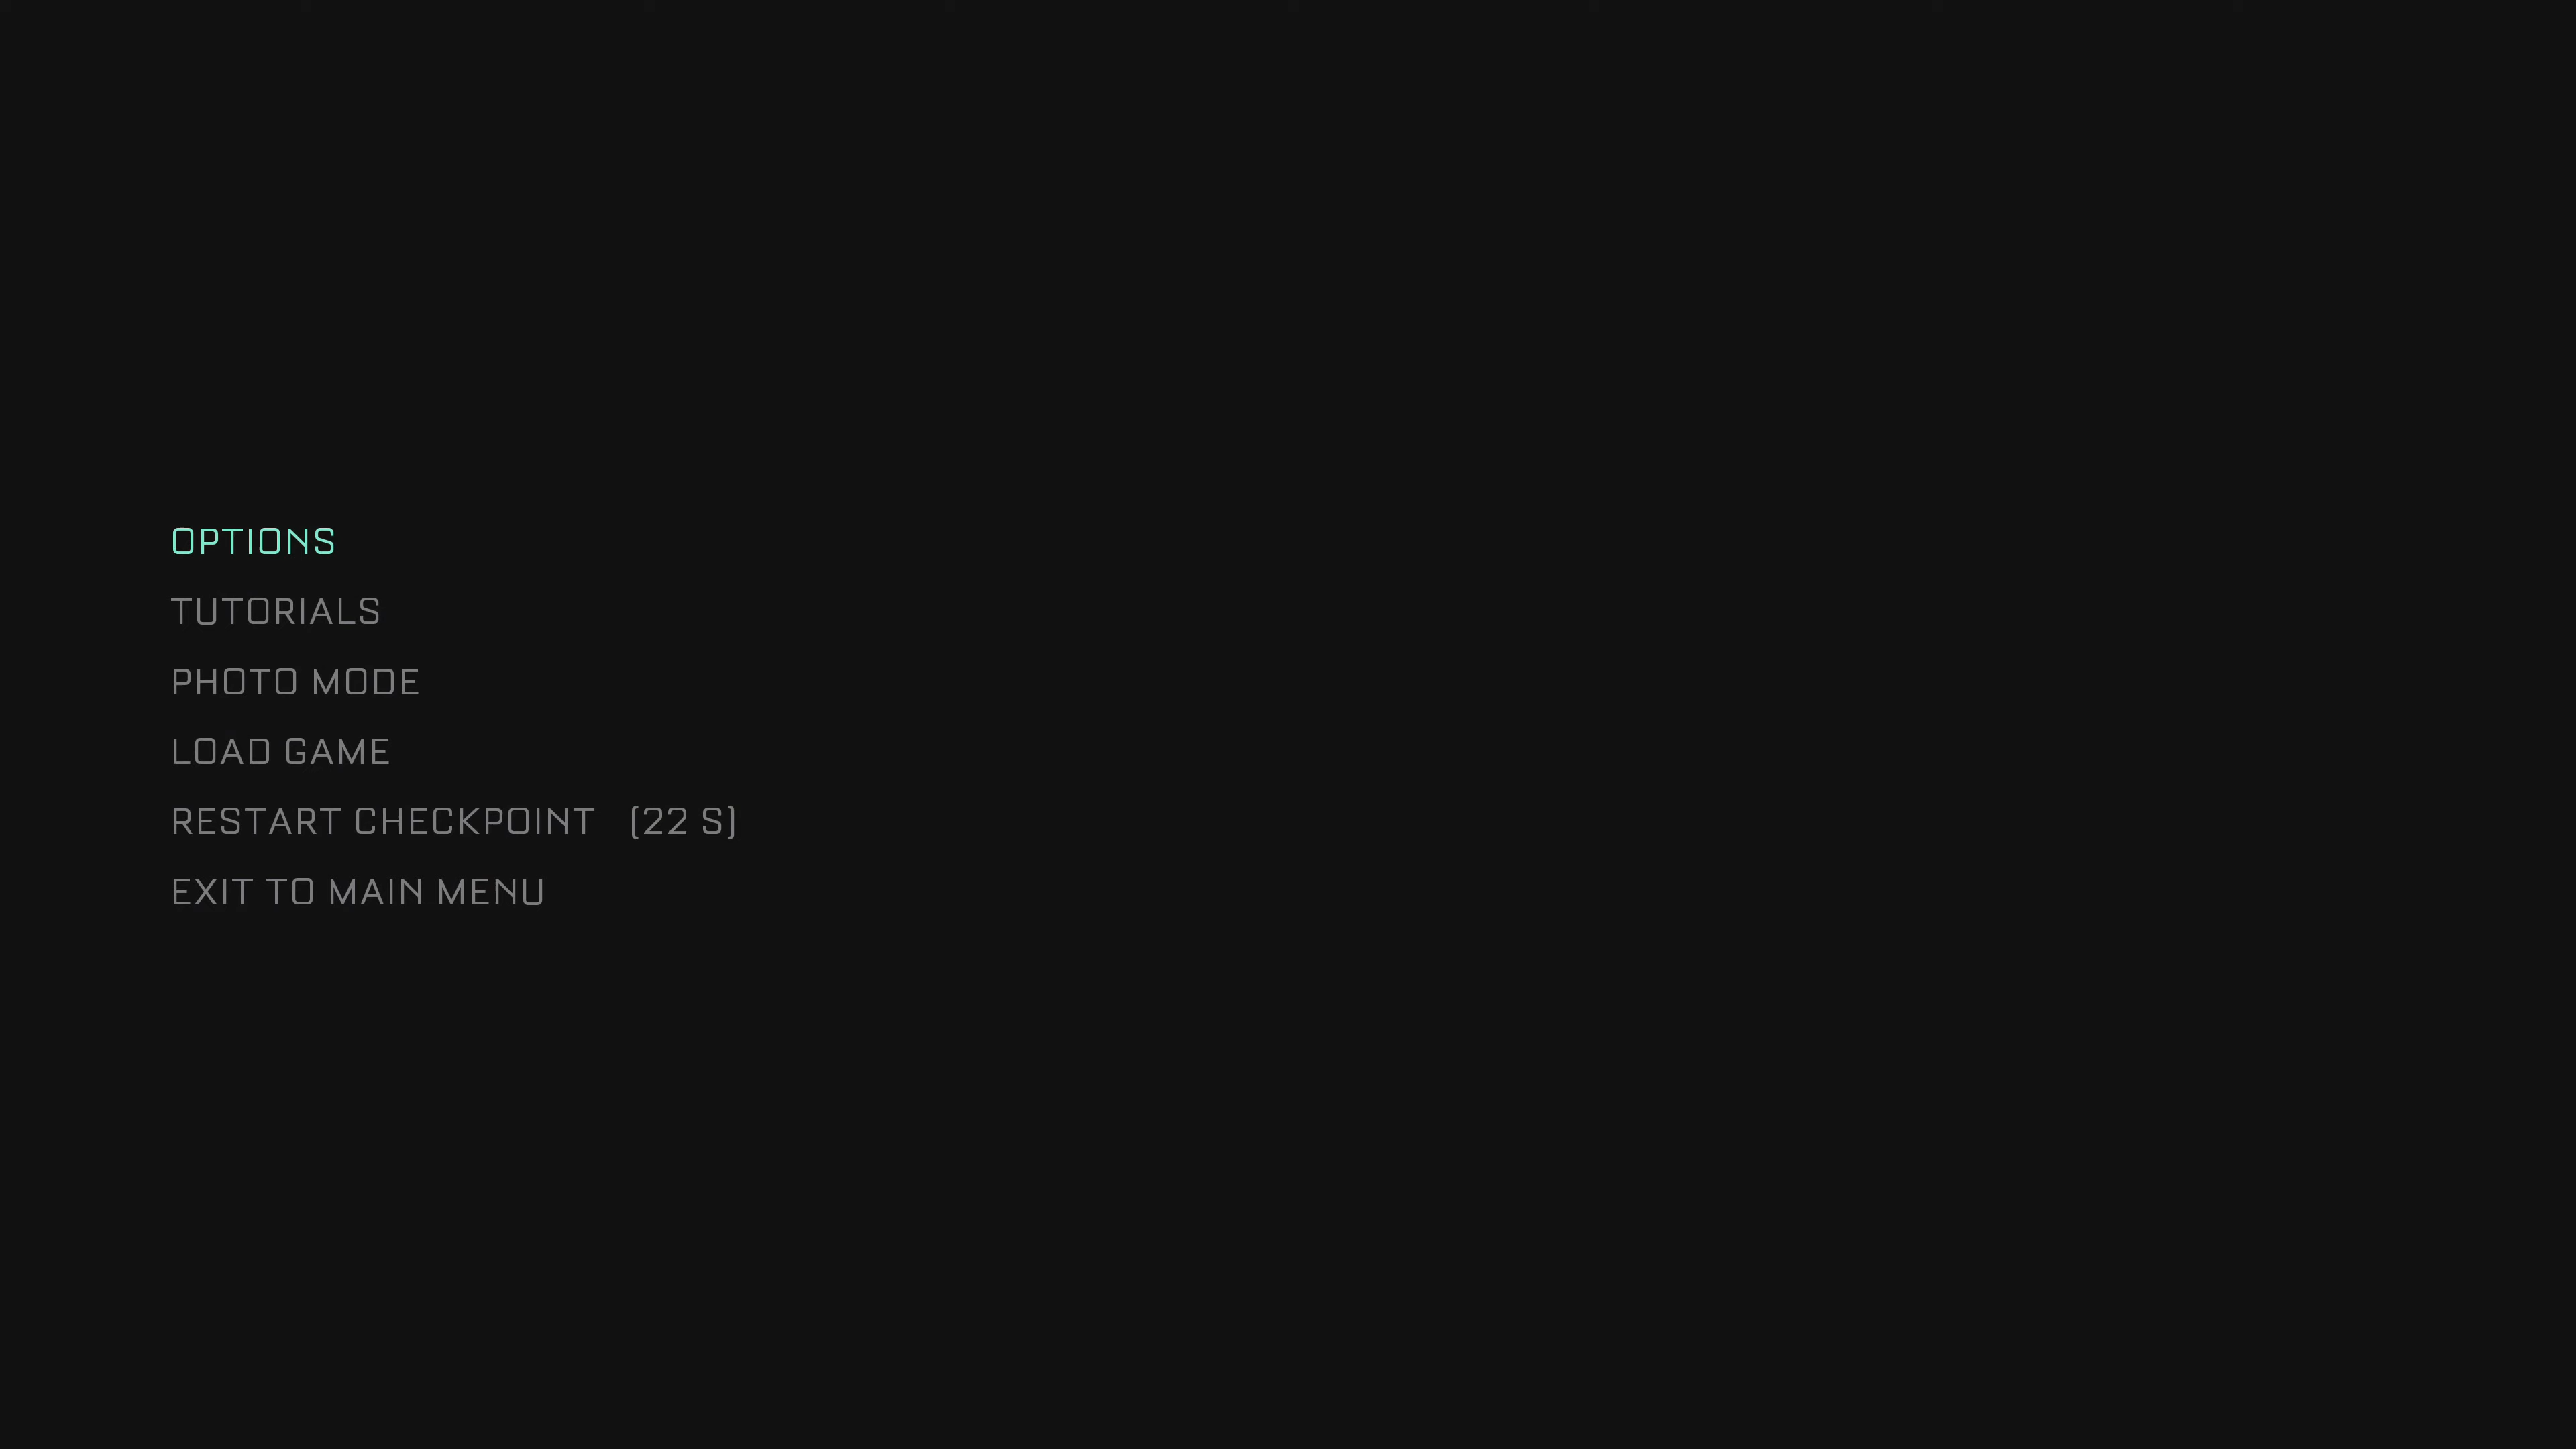 OPTIONS
TUTORIALS
PHOTO MODE
LOAD GAME
RESTART CHECKPOINT (22 S)
EXIT TO MAIN MENU